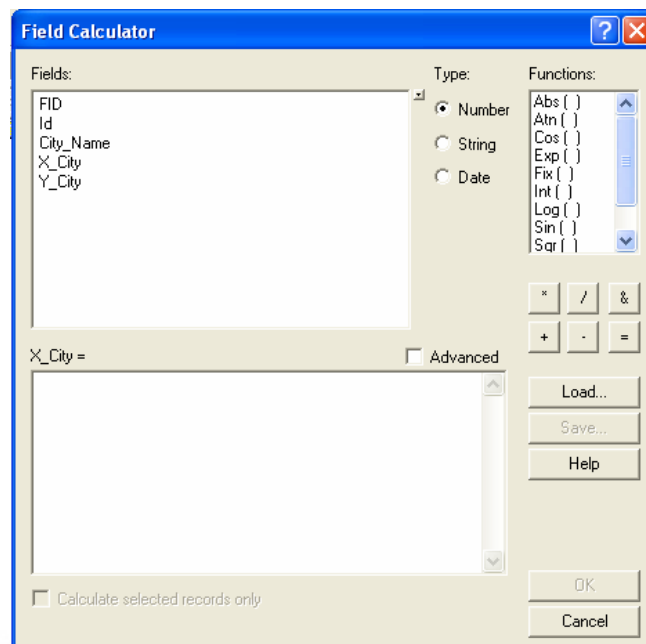 Field Calculator
Fields:
FID
Id
City_Name
X_City
Y_City
Type:
Number
String
Date
Functions:
Abs ( )
Atn ( )
Cos ( )
Exp ( )
Fix ( )
Int ( )
Log ( )
Sin ( )
Sqr ( )
* / &
+ - =
X_City =
Advanced
Load...
Save...
Help
Calculate selected records only
OK
Cancel